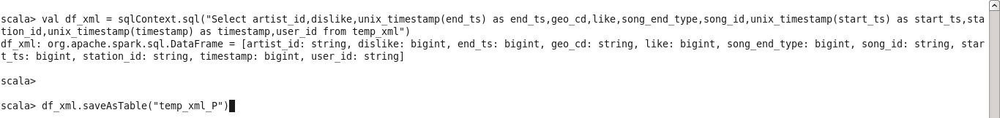 scala> val df_xml = sqlContext.sql("Select artist_id,dislike,unix_timestamp(end_ts) as end_ts,geo_cd,like,song_end_type,song_id,unix_timestamp(start_ts) as start_ts,sta
tion_id,unix_timestamp(timestamp) as timestamp,user_id from temp_xml")
df_xml: org.apache.spark.sql.DataFrame = [artist_id: string, dislike: bigint, end_ts: bigint, geo_cd: string, like: bigint, song_end_type: bigint, song_id: string, star
t_ts: bigint, station_id: string, timestamp: bigint, user_id: string]
scala>
scala> df_xml.saveAsTable("temp_xml_P")